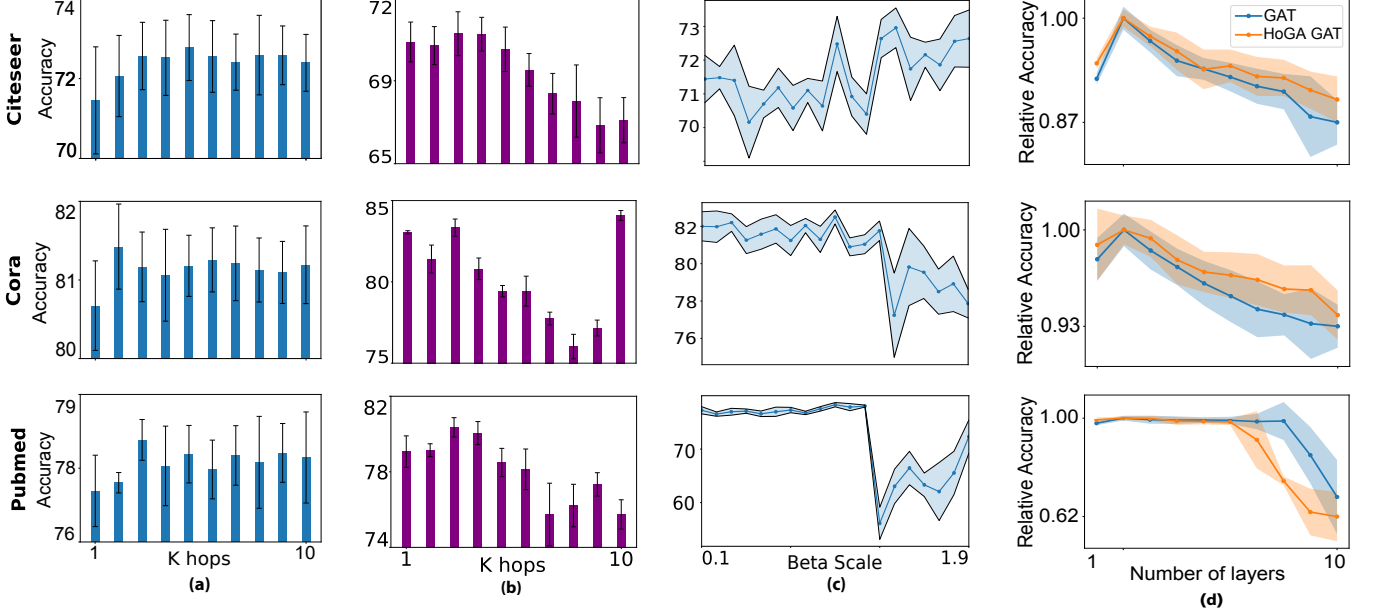 Citeseer
Accuracy
74
72
70
72
69
65
73
72
71
70
Relative Accuracy
1.00
0.87
GAT
HoGA GAT
Cora
Accuracy
82
81
80
85
80
75
82
80
78
76
Relative Accuracy
1.00
0.93
Pubmed
Accuracy
79
78
76
82
78
74
70
60
Relative Accuracy
1.00
0.62
1
10
K hops
(a)
1
10
K hops
(b)
0.1
1.9
Beta Scale
(c)
1
10
Number of layers
(d)